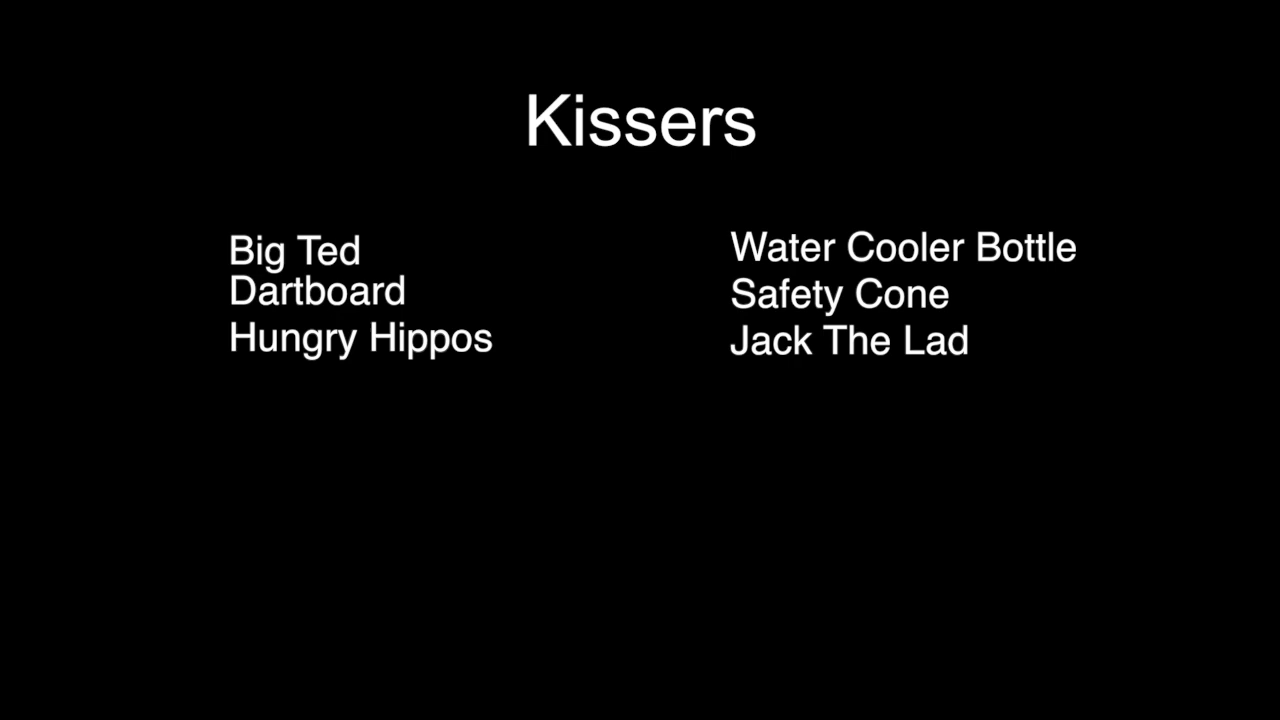 Kissers
Big Ted
Dartboard
Hungry Hippos
Water Cooler Bottle
Safety Cone
Jack The Lad